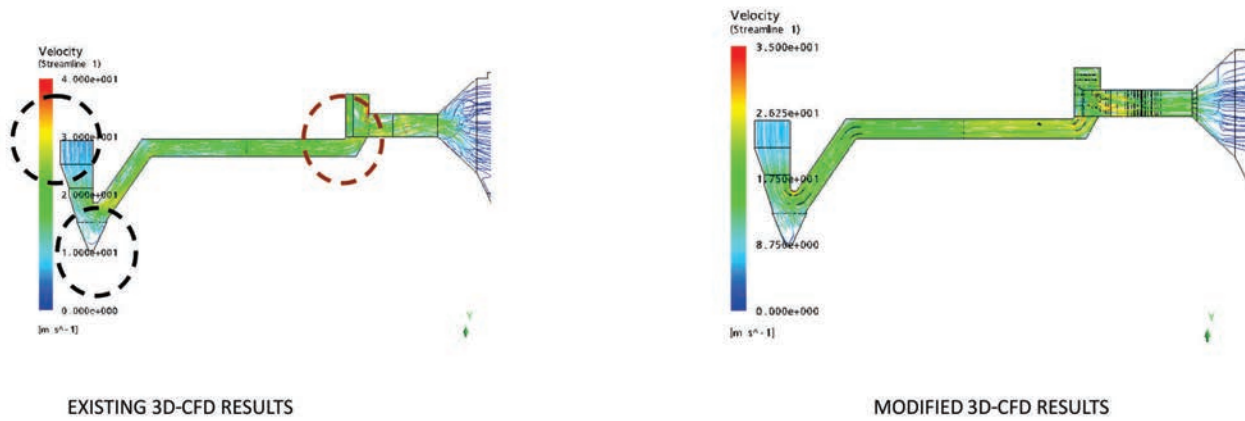 Velocity
(Streamline 1)
4.000e+001
3.000e+001
2.000e+001
1.000e+001
0.000e+000
[m s^-1]
Y
EXISTING 3D-CFD RESULTS
Velocity
(Streamline 1)
3.500e+001
2.625e+001
1.750e+001
8.750e+000
0.000e+000
[m s^-1]
Y
MODIFIED 3D-CFD RESULTS